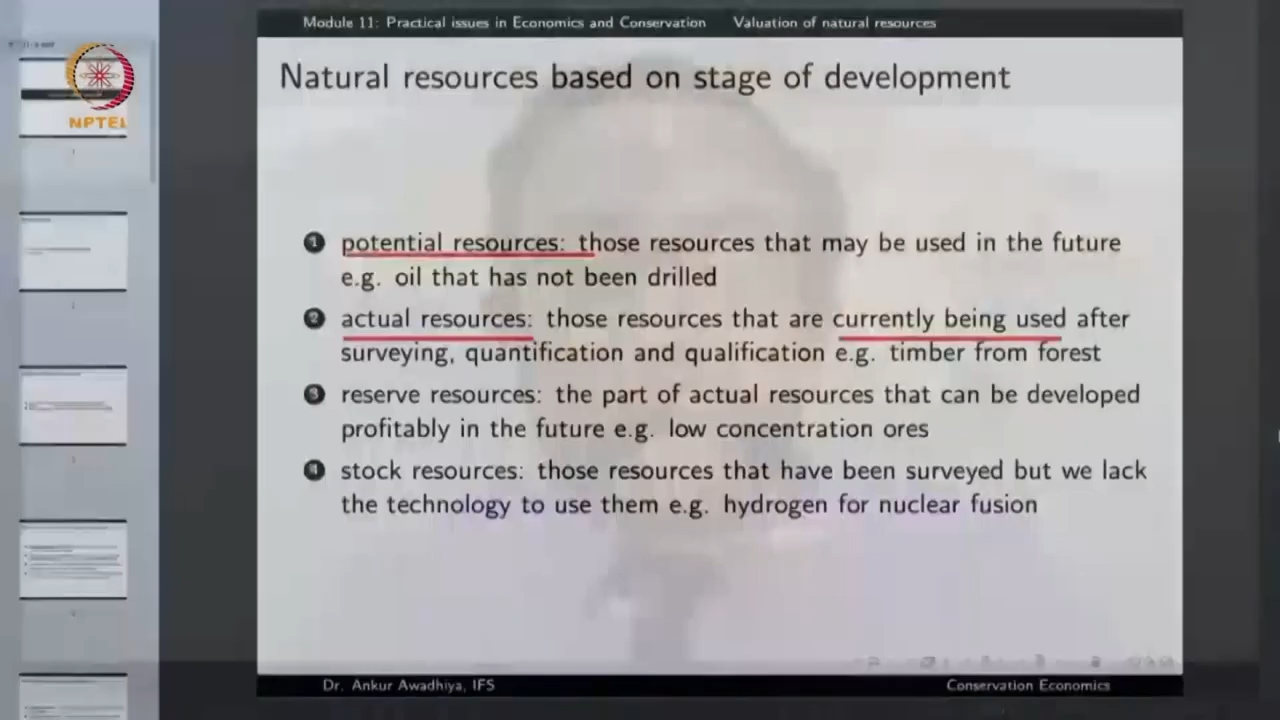 Module 11: Practical issues in Economics and Conservation Valuation of natural resources
NPTEL
Natural resources based on stage of development
1 potential resources: those resources that may be used in the future
e.g. oil that has not been drilled
2 actual resources: those resources that are currently being used after
surveying, quantification and qualification e.g. timber from forest
3 reserve resources: the part of actual resources that can be developed
profitably in the future e.g. low concentration ores
4 stock resources: those resources that have been surveyed but we lack
the technology to use them e.g. hydrogen for nuclear fusion
Dr. Ankur Awadhiya, IFS Conservation Economics